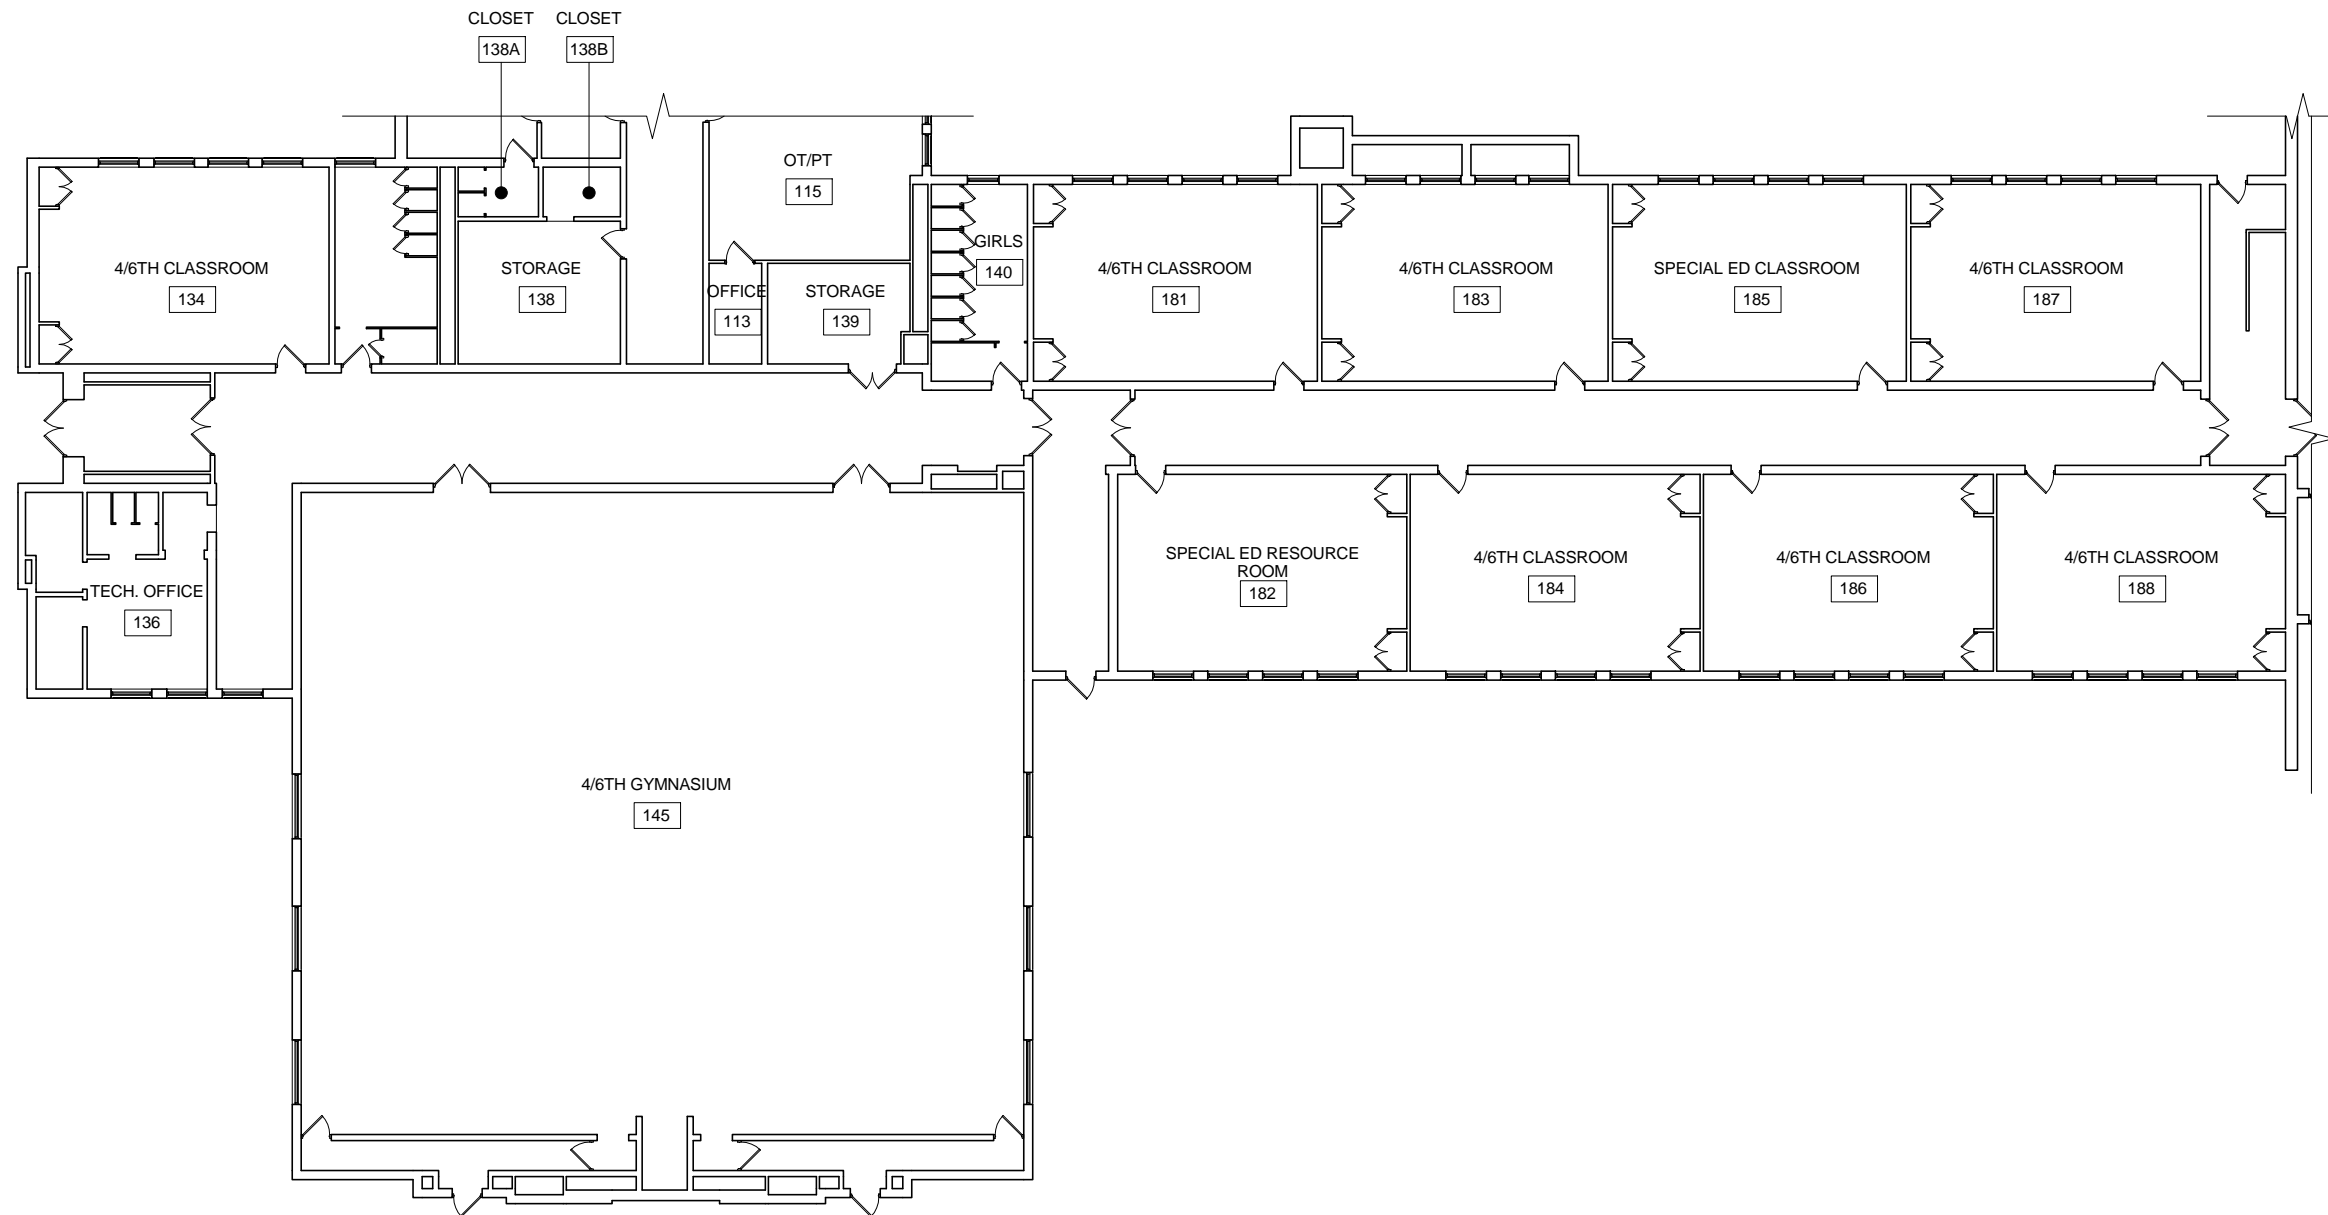 CLOSET
138A
CLOSET
138B
OT/PT
115
GIRLS
140
4/6TH CLASSROOM
134
STORAGE
138
OFFICE
113
STORAGE
139
4/6TH CLASSROOM
181
4/6TH CLASSROOM
183
SPECIAL ED CLASSROOM
185
4/6TH CLASSROOM
187
TECH. OFFICE
136
SPECIAL ED RESOURCE
ROOM
182
4/6TH CLASSROOM
184
4/6TH CLASSROOM
186
4/6TH CLASSROOM
188
4/6TH GYMNASIUM
145